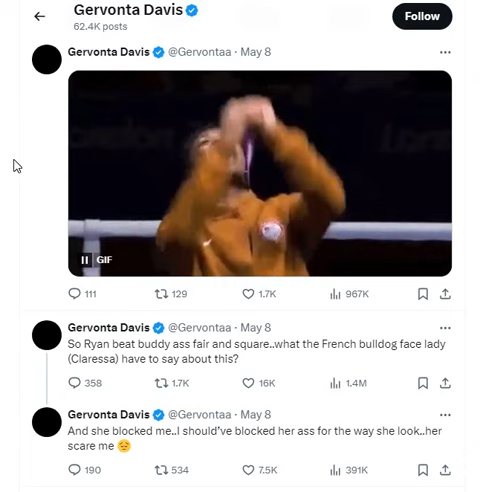 Gervonta Davis
62.4K posts
Follow
Gervonta Davis @Gervontaa · May 8
GIF
111 129 1.7K 967K
Gervonta Davis @Gervontaa · May 8
So Ryan beat buddy ass fair and square..what the French bulldog face lady
(Claressa) have to say about this?
358 1.7K 16K 1.4M
Gervonta Davis @Gervontaa · May 8
And she blocked me..I should've blocked her ass for the way she look..her
scare me 😔
190 534 7.5K 391K